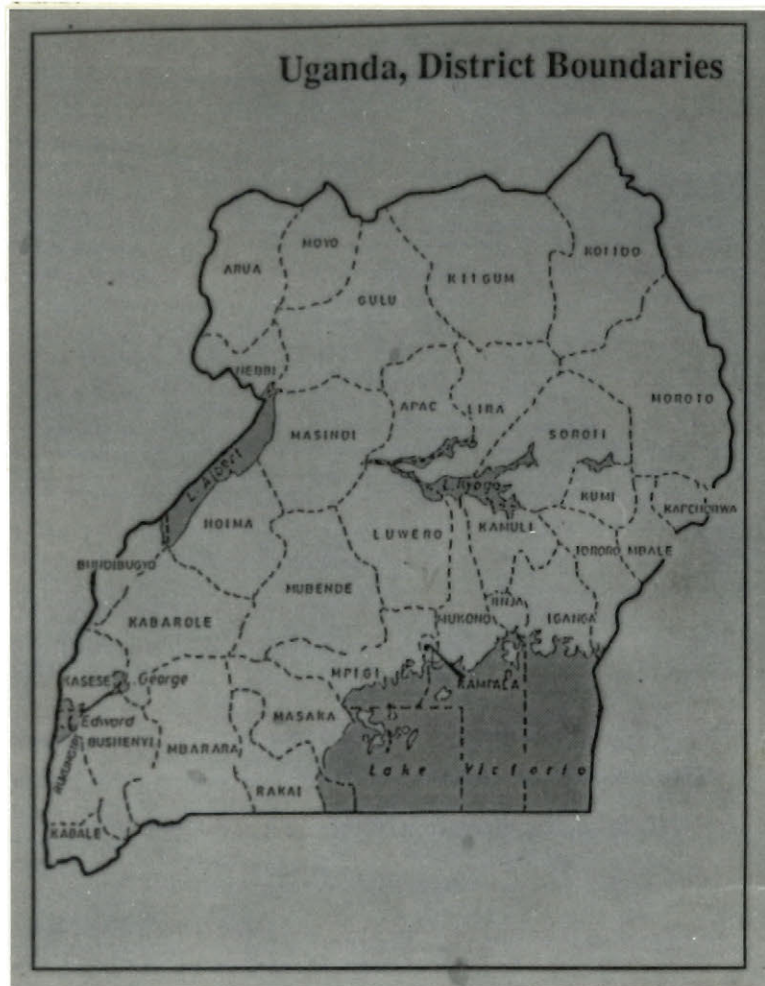 Uganda, District Boundaries
ARUA
MOYO
KOTIDO
GULU
KITGUM
NEBBI
MOROTO
APAC
LIRA
MASINDI
SOROTI
L. Albert
L. Kyoga
KUMI
KAPCHORWA
HOIMA
LUWERO
KAMULI
TORORO
MBALE
BUNDIBUGYO
MUBENDE
KABAROLE
MUKONO
JINJA
IGANGA
MPIGI
KAMPALA
KASESE
L. George
L. Edward
MASAKA
RUKUNGIRI
BUSHENYI
MBARARA
RAKAI
Lake Victoria
KABALE